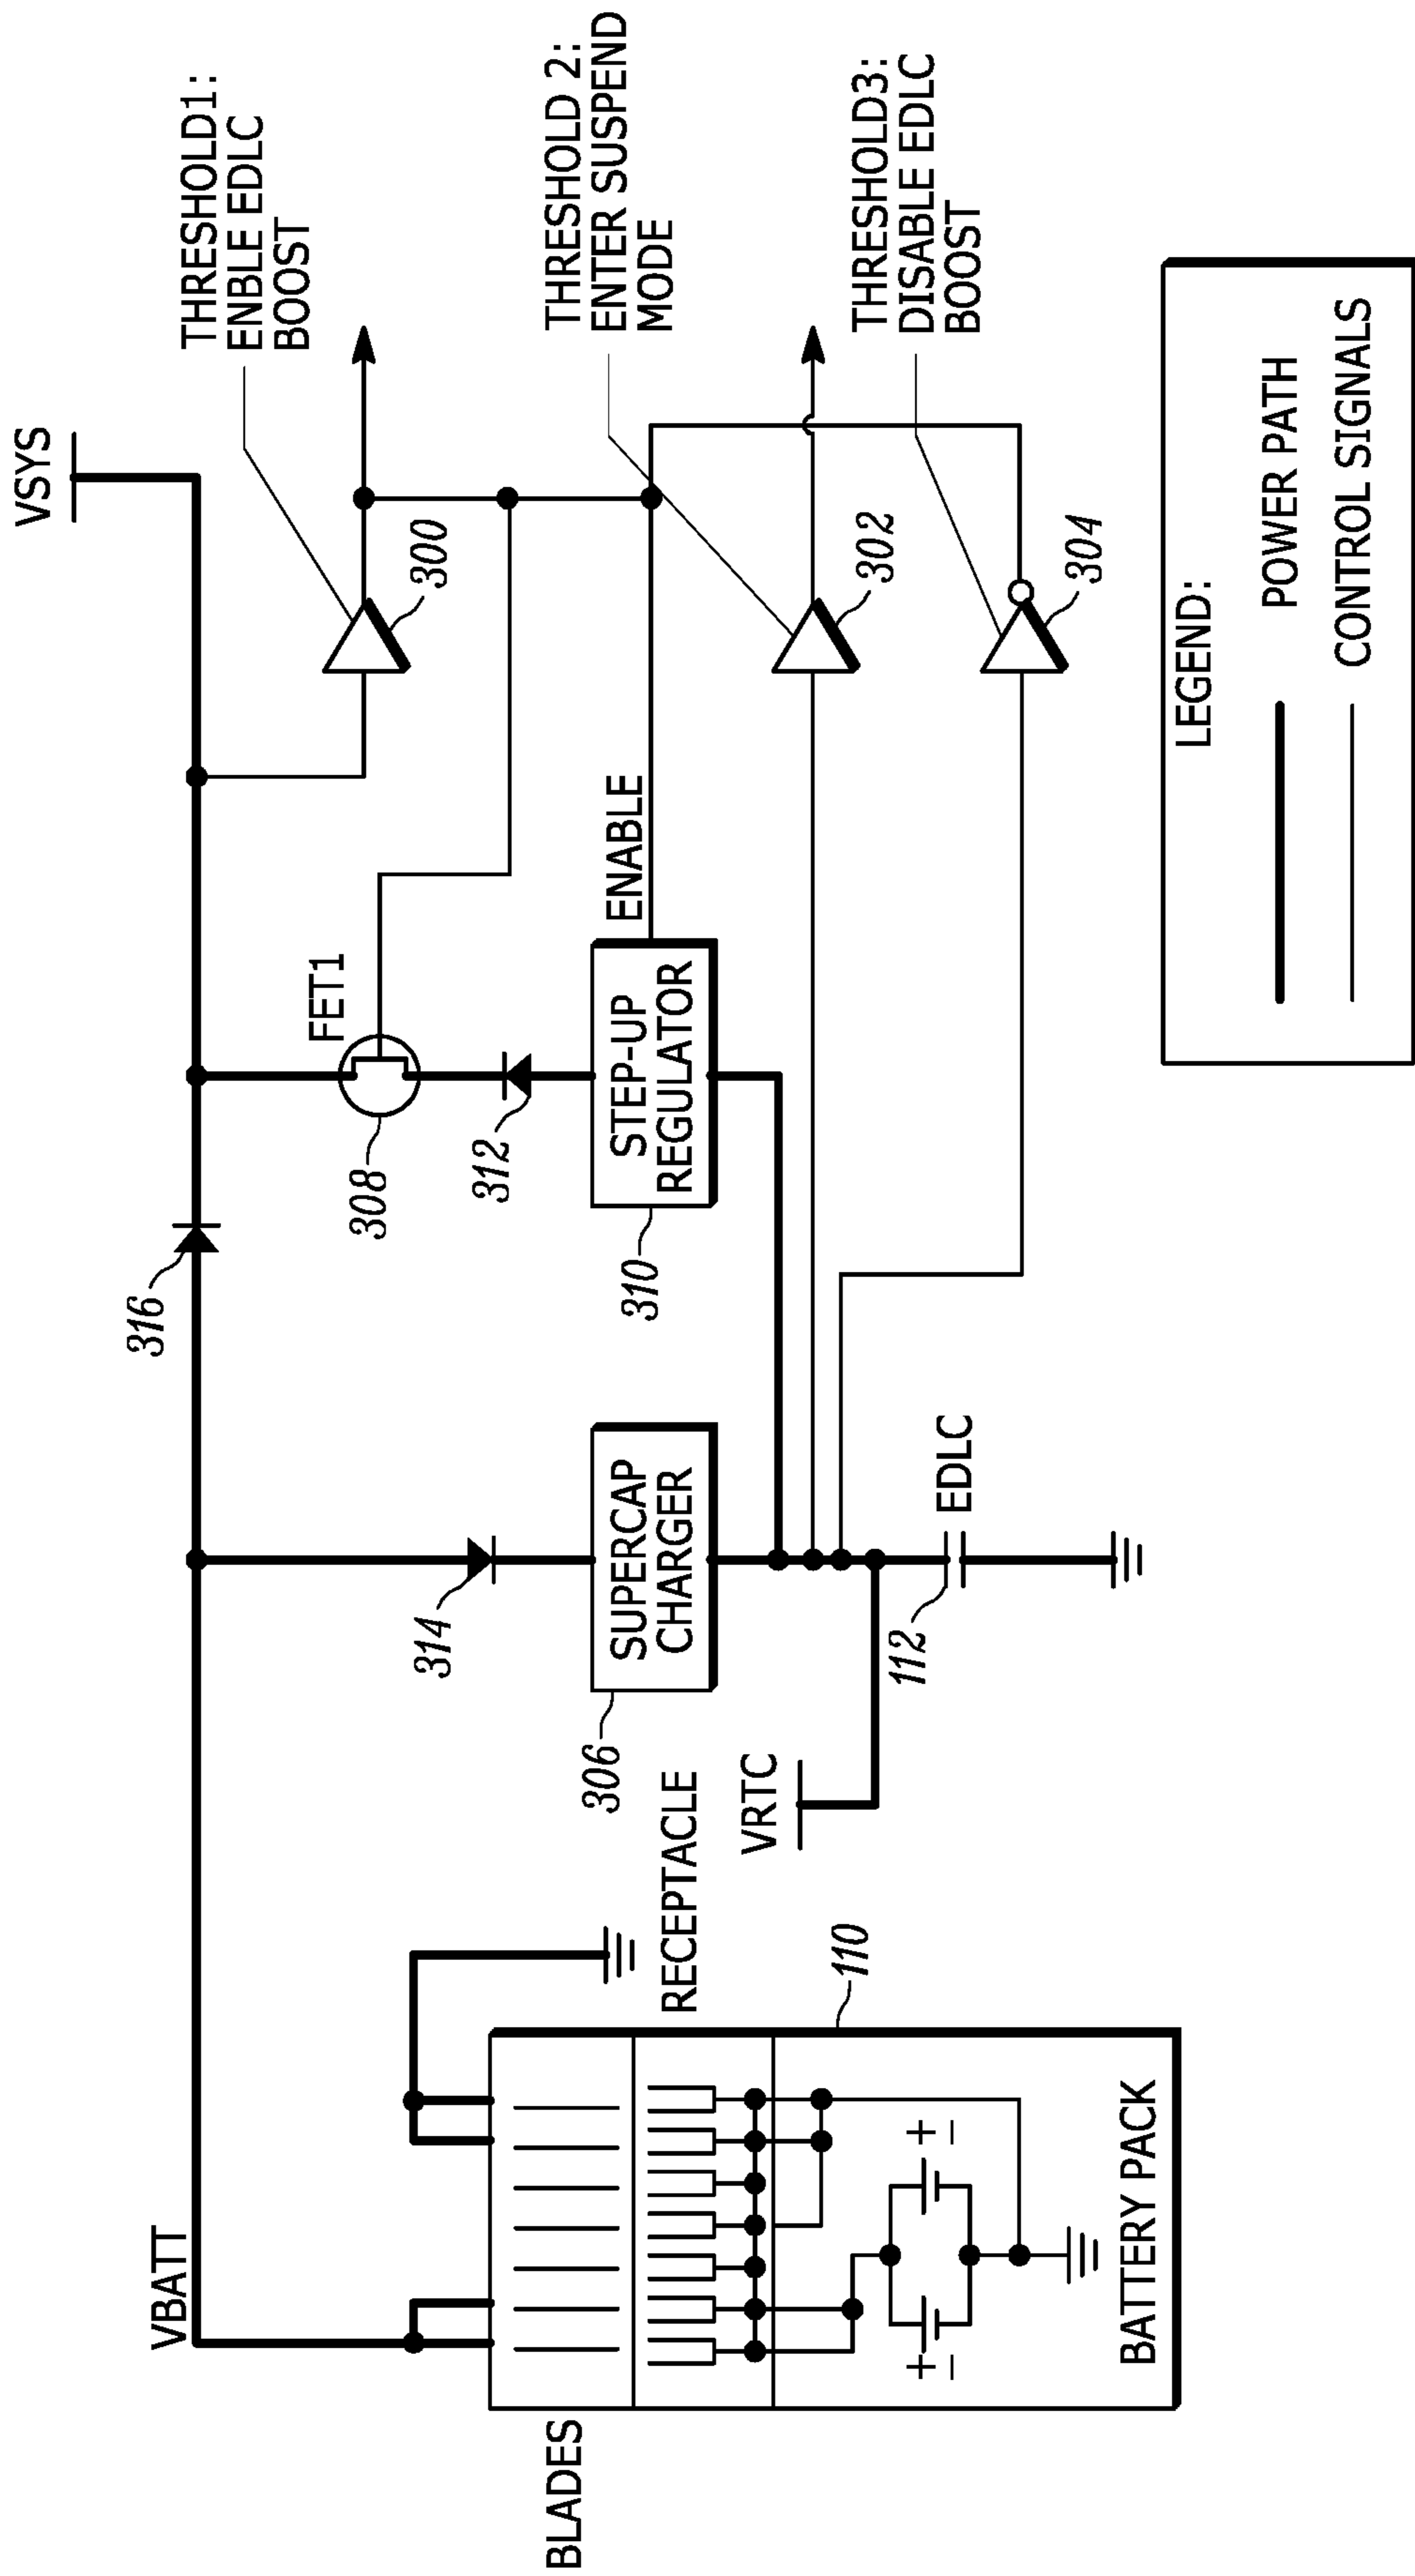 VSYS
THRESHOLD1:
ENBLE EDLC
BOOST
300
THRESHOLD 2:
ENTER SUSPEND
MODE
302
THRESHOLD3:
DISABLE EDLC
BOOST
304
316
FET1
308
312
ENABLE
STEP-UP
REGULATOR
310
314
SUPERCAP
CHARGER
306
EDLC
112
VRTC
VBATT
BLADES
RECEPTACLE
110
+
−
+
−
BATTERY PACK
LEGEND:
POWER PATH
CONTROL SIGNALS